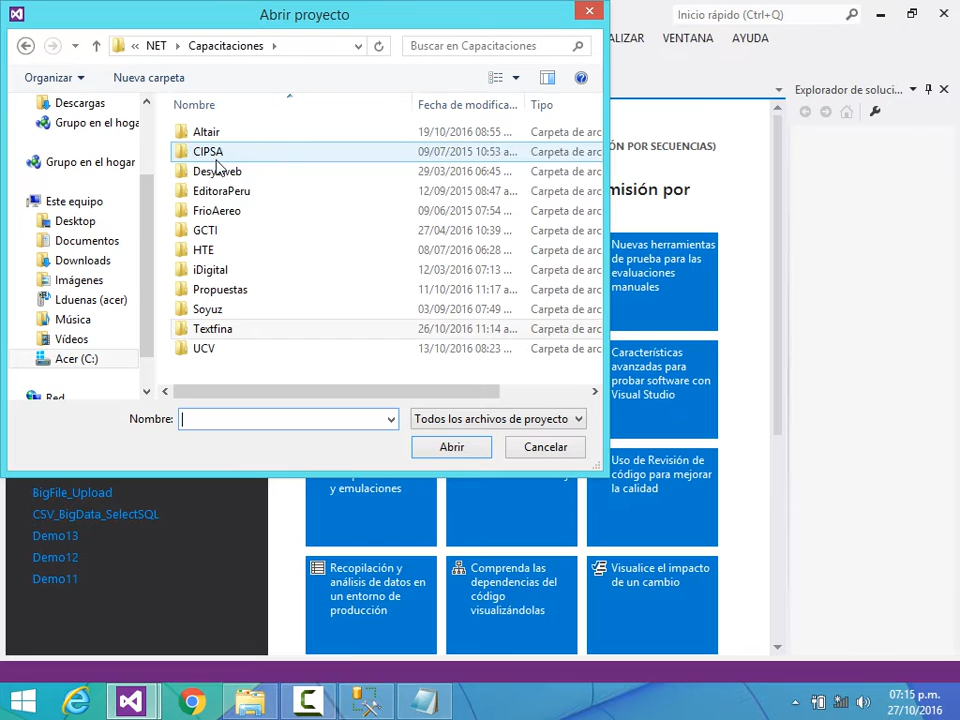 Abrir proyecto
Inicio rápido (Ctrl+Q)
« NET Capacitaciones
Buscar en Capacitaciones
VENTANA AYUDA
Organizar Nueva carpeta
Explorador de soluci...
Descargas
Grupo en el hoga
Grupo en el hogar
Este equipo
Desktop
Documentos
Downloads
Imágenes
Lduenas (acer)
Música
Vídeos
Acer (C:)
Red
Nombre Fecha de modifica... Tipo
Altair 19/10/2016 08:55 ... Carpeta de arc
CIPSA 09/07/2015 10:53 a... Carpeta de arc
29/03/2016 06:45 ... Carpeta de arc
EditoraPeru 12/09/2015 08:47 a... Carpeta de arc
FrioAereo 09/06/2015 07:54 ... Carpeta de arc
GCTI 27/04/2016 10:39 ... Carpeta de arc
HTE 08/07/2016 06:28 ... Carpeta de arc
iDigital 12/03/2016 07:13 ... Carpeta de arc
Propuestas 11/10/2016 11:17 a... Carpeta de arc
Soyuz 03/09/2016 07:49 ... Carpeta de arc
Textfina 26/10/2016 11:14 a... Carpeta de arc
UCV 13/10/2016 08:23 ... Carpeta de arc
Nombre:
Todos los archivos de proyecto
Abrir Cancelar
POR SECUENCIAS)
misión por
Nuevas herramientas
de prueba para las
evaluaciones
manuales
Características
avanzadas para
probar software con
Visual Studio
Uso de Revisión de
código para mejorar
la calidad
y emulaciones
BigFile_Upload
CSV_BigData_SelectSQL
Demo13
Demo12
Demo11
Recopilación y
análisis de datos en
un entorno de
producción
Comprenda las
dependencias del
código
visualizándolas
Visualice el impacto
de un cambio
07:15 p.m.
27/10/2016